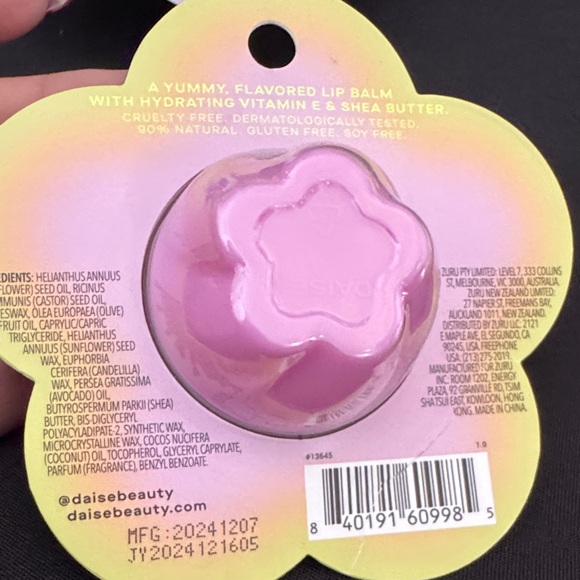 A YUMMY, FLAVORED LIP BALM
WITH HYDRATING VITAMIN E & SHEA BUTTER.
CRUELTY FREE. DERMATOLOGICALLY TESTED.
90% NATURAL. GLUTEN FREE. SOY FREE.
DAISE
EDIENTS: HELIANTHUS ANNUUS
FLOWER) SEED OIL, RICINUS
MMUNIS (CASTOR) SEED OIL,
ESWAX, OLEA EUROPAEA (OLIVE)
FRUIT OIL, CAPRYLIC/CAPRIC
TRIGLYCERIDE, HELIANTHUS
ANNUUS (SUNFLOWER) SEED
WAX, EUPHORBIA
CERIFERA (CANDELILLA)
WAX, PERSEA GRATISSIMA
(AVOCADO) OIL,
BUTYROSPERMUM PARKII (SHEA)
BUTTER, BIS-DIGLYCERYL
POLYACYLADIPATE-2, SYNTHETIC WAX,
MICROCRYSTALLINE WAX, COCOS NUCIFERA
(COCONUT) OIL, TOCOPHEROL, GLYCERYL CAPRYLATE,
PARFUM (FRAGRANCE), BENZYL BENZOATE.
@daisebeauty
daisebeauty.com
MFG:20241207
JY2024121605
ZURU PTY LIMITED: LEVEL 7, 333 COLLINS
ST, MELBOURNE, VIC 3000, AUSTRALIA.
ZURU NEW ZEALAND LIMITED:
27 NAPIER ST, FREEMANS BAY,
AUCKLAND 1011, NEW ZEALAND.
DISTRIBUTED BY ZURU LLC: 2121
E MAPLE AVE, EL SEGUNDO, CA
90245, USA. FREEPHONE
USA: (213) 275-2019.
MANUFACTURED FOR ZURU
INC: ROOM 1202, ENERGY
PLAZA, 92 GRANVILLE RD, TSIM
SHA TSUI EAST, KOWLOON, HONG
KONG. MADE IN CHINA.
#13645
1.0
8 40191 60998 5